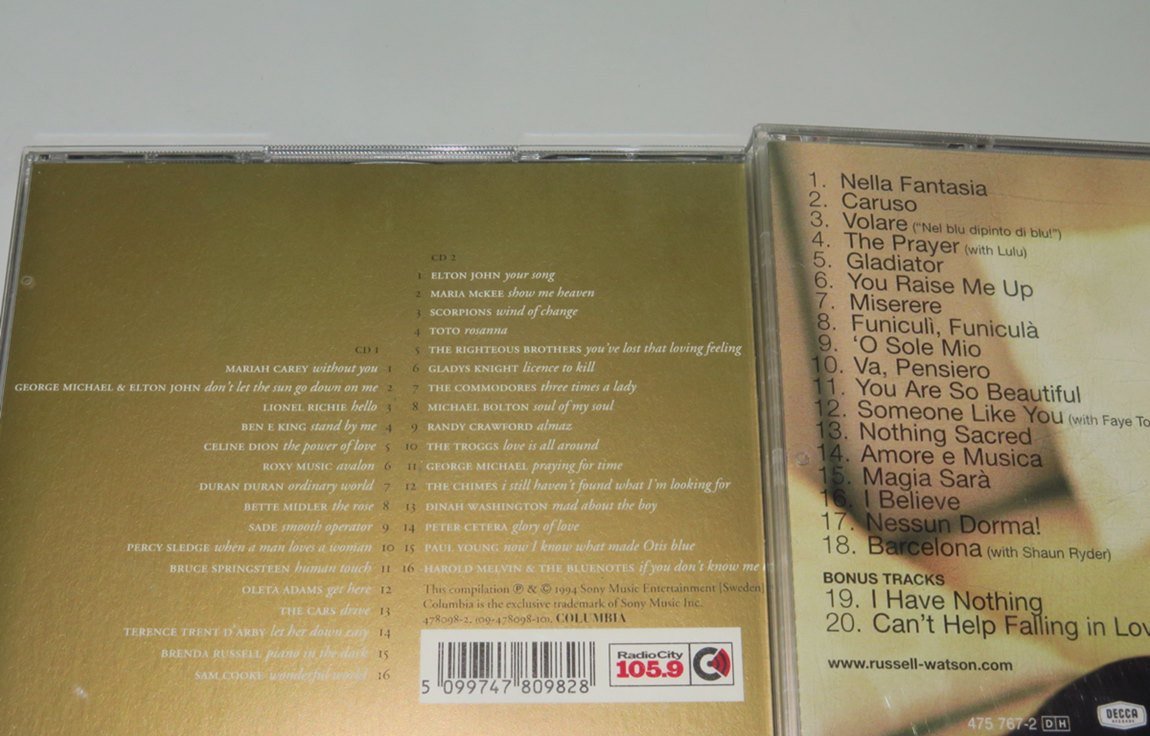 CD 1
MARIAH CAREY without you 1
GEORGE MICHAEL & ELTON JOHN don't let the sun go down on me 2
LIONEL RICHIE hello 3
BEN E KING stand by me 4
CELINE DION the power of love 5
ROXY MUSIC avalon 6
DURAN DURAN ordinary world 7
BETTE MIDLER the rose 8
SADE smooth operator 9
PERCY SLEDGE when a man loves a woman 10
BRUCE SPRINGSTEEN human touch 11
OLETA ADAMS get here 12
THE CARS drive 13
TERENCE TRENT D'ARBY let her down easy 14
BRENDA RUSSELL piano in the dark 15
SAM COOKE wonderful world 16
CD 2
1 ELTON JOHN your song
2 MARIA McKEE show me heaven
3 SCORPIONS wind of change
4 TOTO rosanna
5 THE RIGHTEOUS BROTHERS you've lost that loving feeling
6 GLADYS KNIGHT licence to kill
7 THE COMMODORES three times a lady
8 MICHAEL BOLTON soul of my soul
9 RANDY CRAWFORD almaz
10 THE TROGGS love is all around
11 GEORGE MICHAEL praying for time
12 THE CHIMES i still haven't found what I'm looking for
13 DINAH WASHINGTON mad about the boy
14 PETER CETERA glory of love
15 PAUL YOUNG now I know what made Otis blue
16 HAROLD MELVIN & THE BLUENOTES if you don't know me
This compilation ℗ & © 1994 Sony Music Entertainment [Sweden]
Columbia is the exclusive trademark of Sony Music Inc.
478098-2, (09-478098-10). COLUMBIA
5 099747 809828
Radio City
105.9
1. Nella Fantasia
2. Caruso
3. Volare ("Nel blu dipinto di blu!")
4. The Prayer (with Lulu)
5. Gladiator
6. You Raise Me Up
7. Miserere
8. Funiculì, Funiculà
9. 'O Sole Mio
10. Va, Pensiero
11. You Are So Beautiful
12. Someone Like You (with Faye To
13. Nothing Sacred
14. Amore e Musica
15. Magia Sarà
16. I Believe
17. Nessun Dorma!
18. Barcelona (with Shaun Ryder)
BONUS TRACKS
19. I Have Nothing
20. Can't Help Falling in Lov
www.russell-watson.com
475 767-2 DH
DECCA
RECORDS